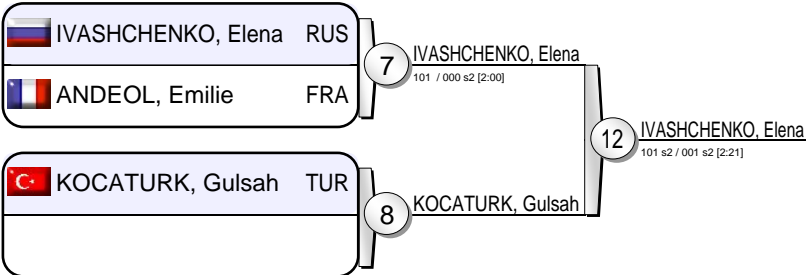 IVASHCHENKO, Elena RUS
ANDEOL, Emilie FRA
7
IVASHCHENKO, Elena
101 / 000 s2 [2:00]
12
IVASHCHENKO, Elena
101 s2 / 001 s2 [2:21]
KOCATURK, Gulsah TUR
8
KOCATURK, Gulsah